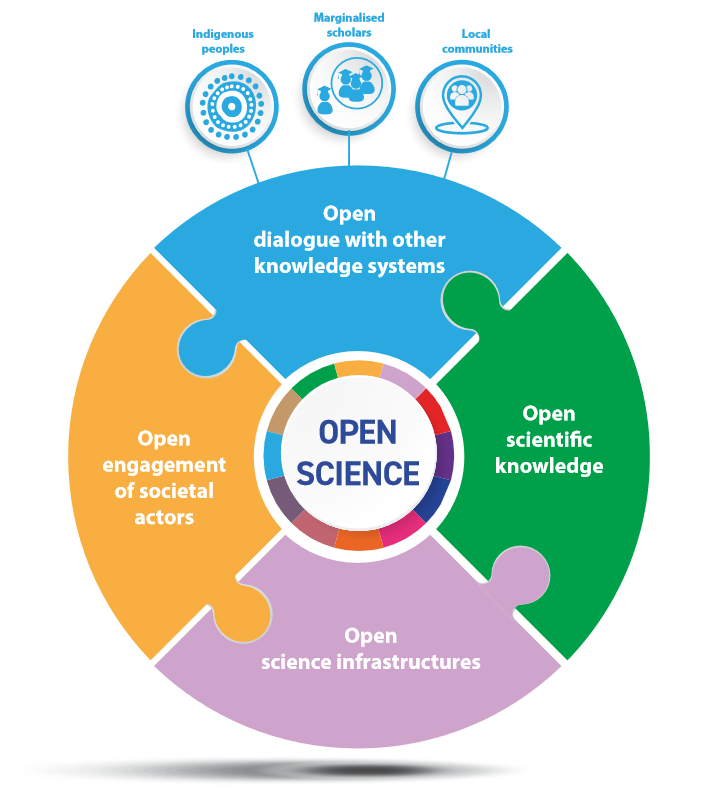 Indigenous
peoples
Marginalised
scholars
Local
communities
Open
dialogue with other
knowledge systems
Open
engagement
of societal
actors
OPEN
SCIENCE
Open
scientific
knowledge
Open
science infrastructures